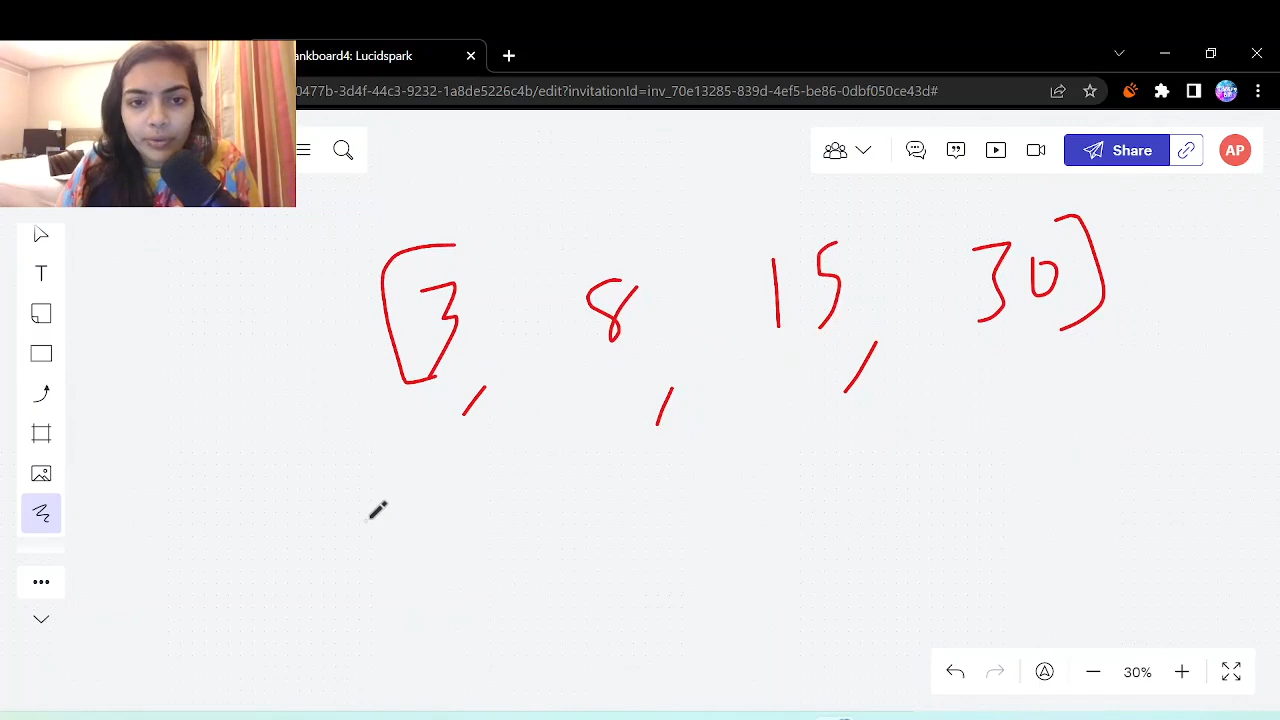 ankboard4: Lucidspark
0477b-3d4f-44c3-9232-1a8de5226c4b/edit?invitationId=inv_70e13285-839d-4ef5-be86-0dbf050ce43d#
Share
AP
T
[3, 8, 15, 30]
30%